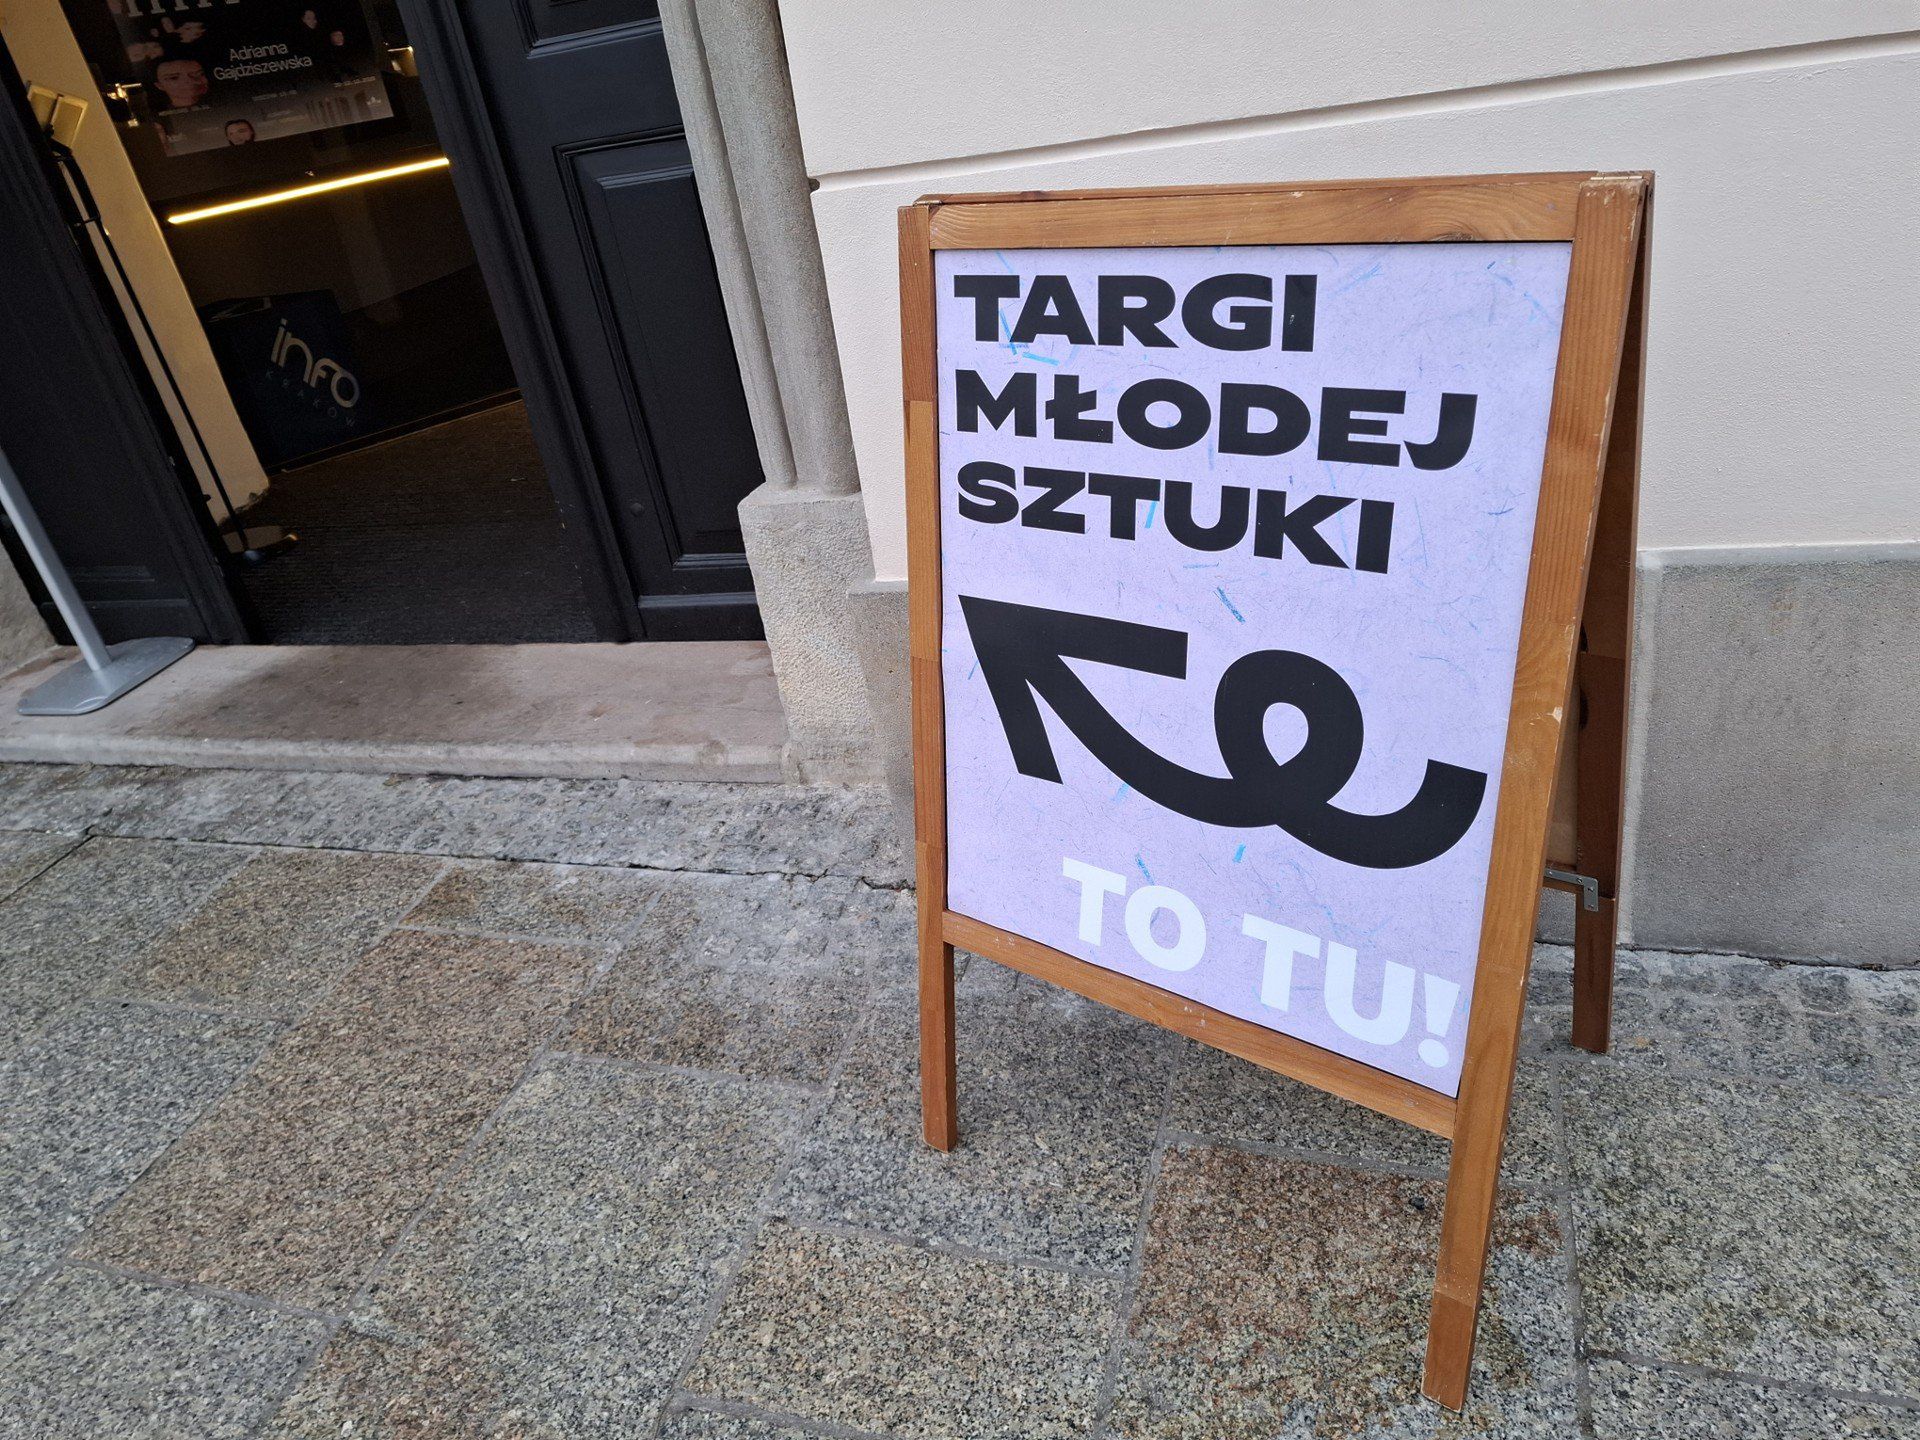 Adrianna
Gajdziszewska
info
KRAKÓW
TARGI
MŁODEJ
SZTUKI
TO TU!